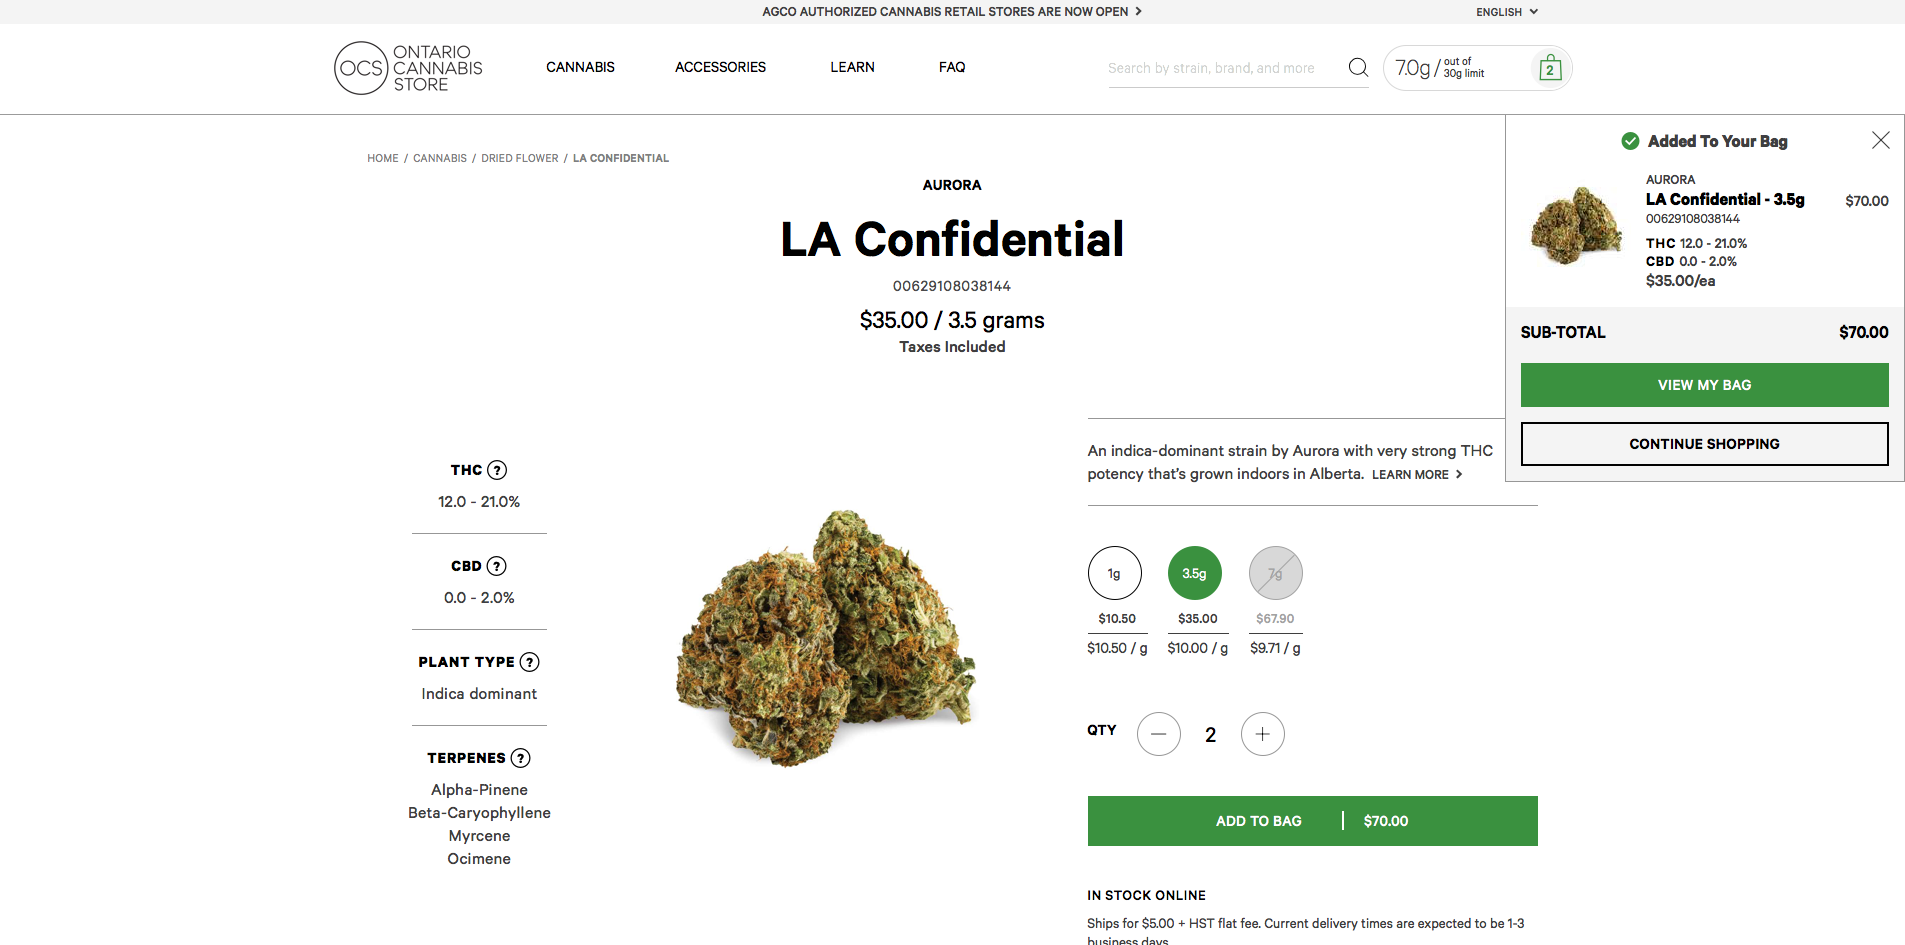 AGCO AUTHORIZED CANNABIS RETAIL STORES ARE NOW OPEN
ENGLISH
OCS
ONTARIO
CANNABIS
STORE
CANNABIS
ACCESSORIES
LEARN
FAQ
Search by strain, brand, and more
7.0g / out of
30g limit
2
HOME / CANNABIS / DRIED FLOWER / LA CONFIDENTIAL
AURORA
LA Confidential
00629108038144
$35.00 / 3.5 grams
Taxes Included
Added To Your Bag
AURORA
LA Confidential - 3.5g
$70.00
00629108038144
THC 12.0 - 21.0%
CBD 0.0 - 2.0%
$35.00/ea
SUB-TOTAL
$70.00
VIEW MY BAG
CONTINUE SHOPPING
THC ?
12.0 - 21.0%
CBD ?
0.0 - 2.0%
PLANT TYPE ?
Indica dominant
TERPENES ?
Alpha-Pinene
Beta-Caryophyllene
Myrcene
Ocimene
An indica-dominant strain by Aurora with very strong THC
potency that's grown indoors in Alberta. LEARN MORE
1g
3.5g
7g
$10.50
$35.00
$67.90
$10.50 / g
$10.00 / g
$9.71 / g
QTY
2
ADD TO BAG | $70.00
IN STOCK ONLINE
Ships for $5.00 + HST flat fee. Current delivery times are expected to be 1-3
business days